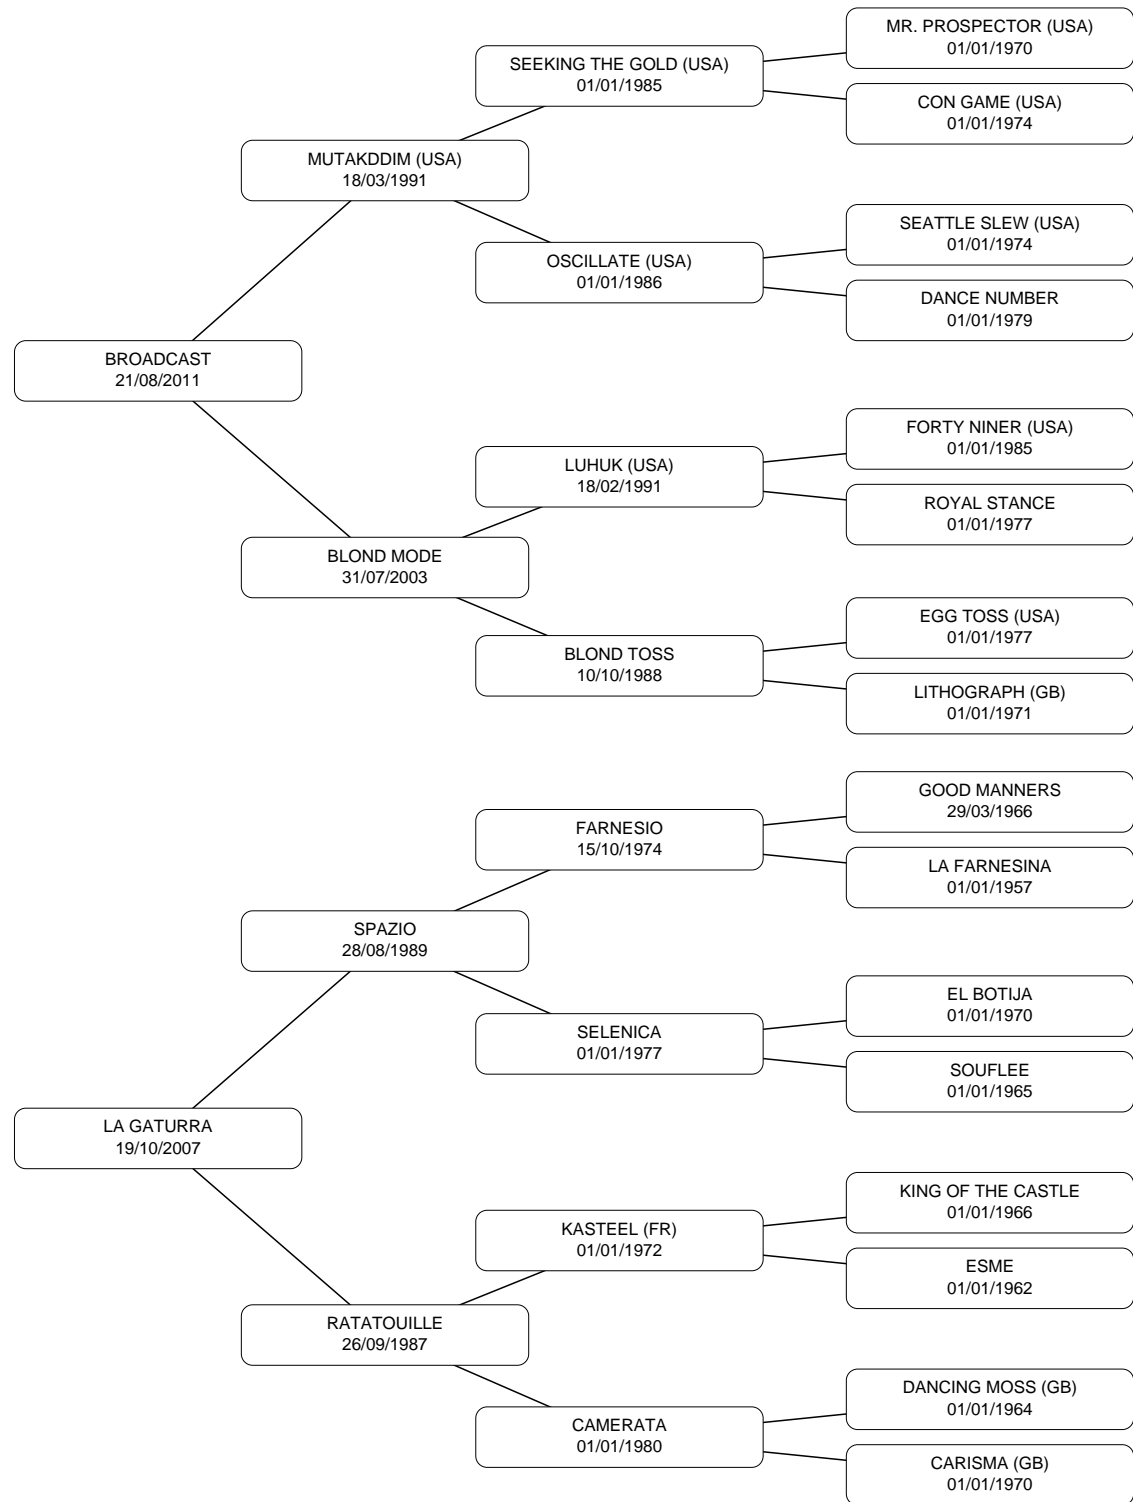 MR. PROSPECTOR (USA)
01/01/1970
SEEKING THE GOLD (USA)
01/01/1985
CON GAME (USA)
01/01/1974
MUTAKDDIM (USA)
18/03/1991
SEATTLE SLEW (USA)
01/01/1974
OSCILLATE (USA)
01/01/1986
DANCE NUMBER
01/01/1979
BROADCAST
21/08/2011
FORTY NINER (USA)
01/01/1985
LUHUK (USA)
18/02/1991
ROYAL STANCE
01/01/1977
BLOND MODE
31/07/2003
EGG TOSS (USA)
01/01/1977
BLOND TOSS
10/10/1988
LITHOGRAPH (GB)
01/01/1971
GOOD MANNERS
29/03/1966
FARNESIO
15/10/1974
LA FARNESINA
01/01/1957
SPAZIO
28/08/1989
EL BOTIJA
01/01/1970
SELENICA
01/01/1977
SOUFLEE
01/01/1965
LA GATURRA
19/10/2007
KING OF THE CASTLE
01/01/1966
KASTEEL (FR)
01/01/1972
ESME
01/01/1962
RATATOUILLE
26/09/1987
DANCING MOSS (GB)
01/01/1964
CAMERATA
01/01/1980
CARISMA (GB)
01/01/1970